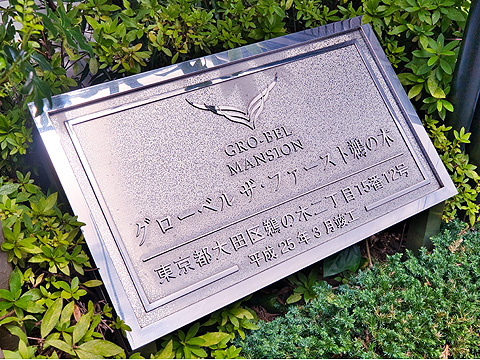 GRO-BEL
MANSION
グローベル ザ・ファースト鵜の木
東京都大田区鵜の木二丁目15番12号
平成25年3月竣工